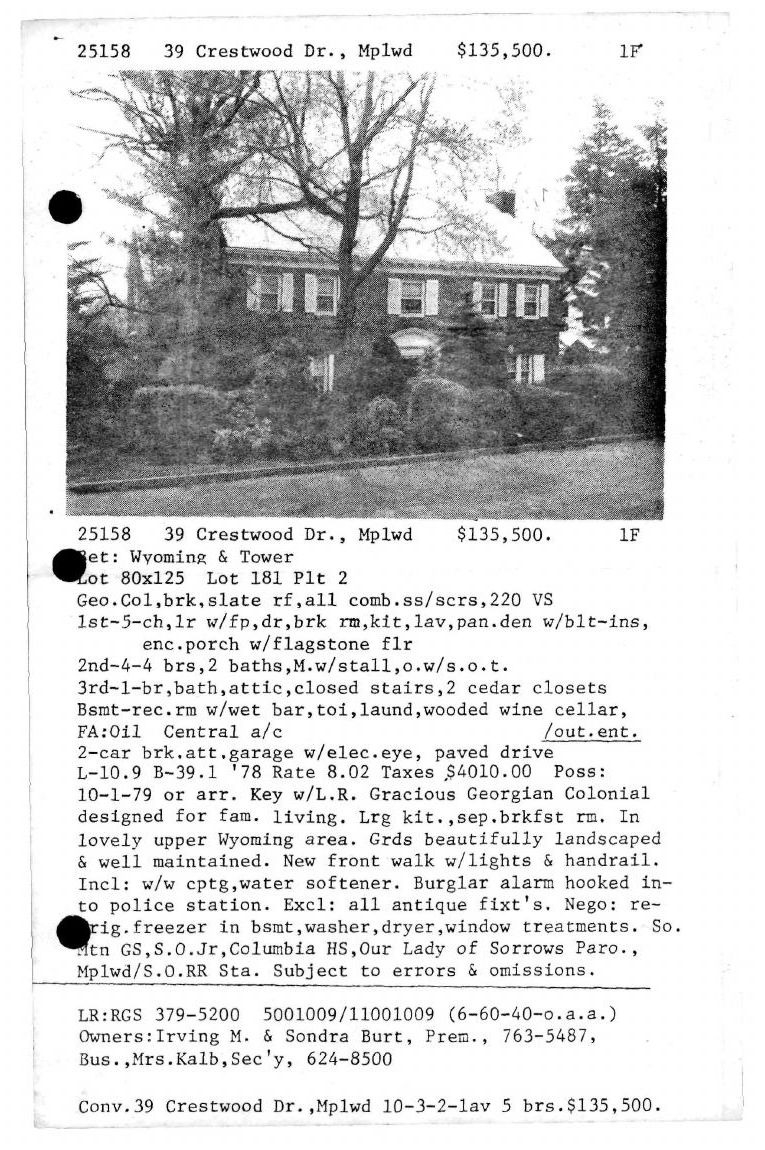 25158 39 Crestwood Dr., Mplwd $135,500. 1F
25158 39 Crestwood Dr., Mplwd $135,500. 1F
et: Wyoming & Tower
Lot 80x125 Lot 181 Plt 2
Geo.Col,brk,slate rf,all comb.ss/scrs,220 VS
1st-5-ch,lr w/fp,dr,brk rm,kit,lav,pan.den w/blt-ins,
enc.porch w/flagstone flr
2nd-4-4 brs,2 baths,M.w/stall,o.w/s.o.t.
3rd-1-br,bath,attic,closed stairs,2 cedar closets
Bsmt-rec.rm w/wet bar,toi,laund,wooded wine cellar,
FA:Oil Central a/c /out.ent.
2-car brk.att.garage w/elec.eye, paved drive
L-10.9 B-39.1 '78 Rate 8.02 Taxes $4010.00 Poss:
10-1-79 or arr. Key w/L.R. Gracious Georgian Colonial
designed for fam. living. Lrg kit.,sep.brkfst rm. In
lovely upper Wyoming area. Grds beautifully landscaped
& well maintained. New front walk w/lights & handrail.
Incl: w/w cptg,water softener. Burglar alarm hooked in-
to police station. Excl: all antique fixt's. Nego: re-
rig.freezer in bsmt,washer,dryer,window treatments. So.
Mtn GS,S.O.Jr,Columbia HS,Our Lady of Sorrows Paro.,
Mplwd/S.O.RR Sta. Subject to errors & omissions.
LR:RGS 379-5200 5001009/11001009 (6-60-40-o.a.a.)
Owners:Irving M. & Sondra Burt, Prem., 763-5487,
Bus.,Mrs.Kalb,Sec'y, 624-8500
Conv.39 Crestwood Dr.,Mplwd 10-3-2-lav 5 brs.$135,500.